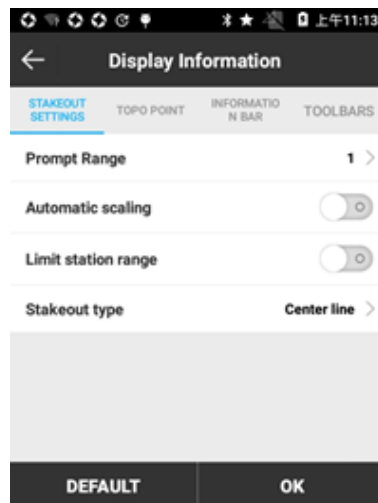 上午11:13
Display Information
STAKEOUT SETTINGS
TOPO POINT
INFORMATIO
N BAR
TOOLBARS
Prompt Range 1
Automatic scaling
Limit station range
Stakeout type Center line
DEFAULT OK